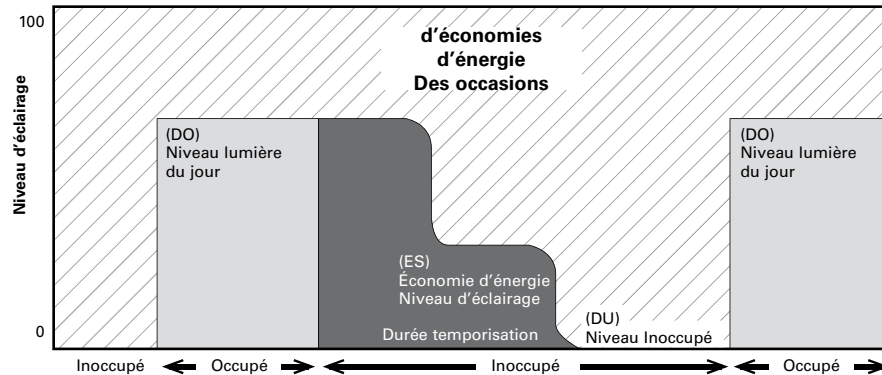 100
d'économies
d'énergie
Des occasions
Niveau d'éclairage
(DO)
Niveau lumière
du jour
(DO)
Niveau lumière
du jour
(ES)
Économie d'énergie
Niveau d'éclairage
Durée temporisation
(DU)
Niveau Inoccupé
0
Inoccupé Occupé Inoccupé Occupé